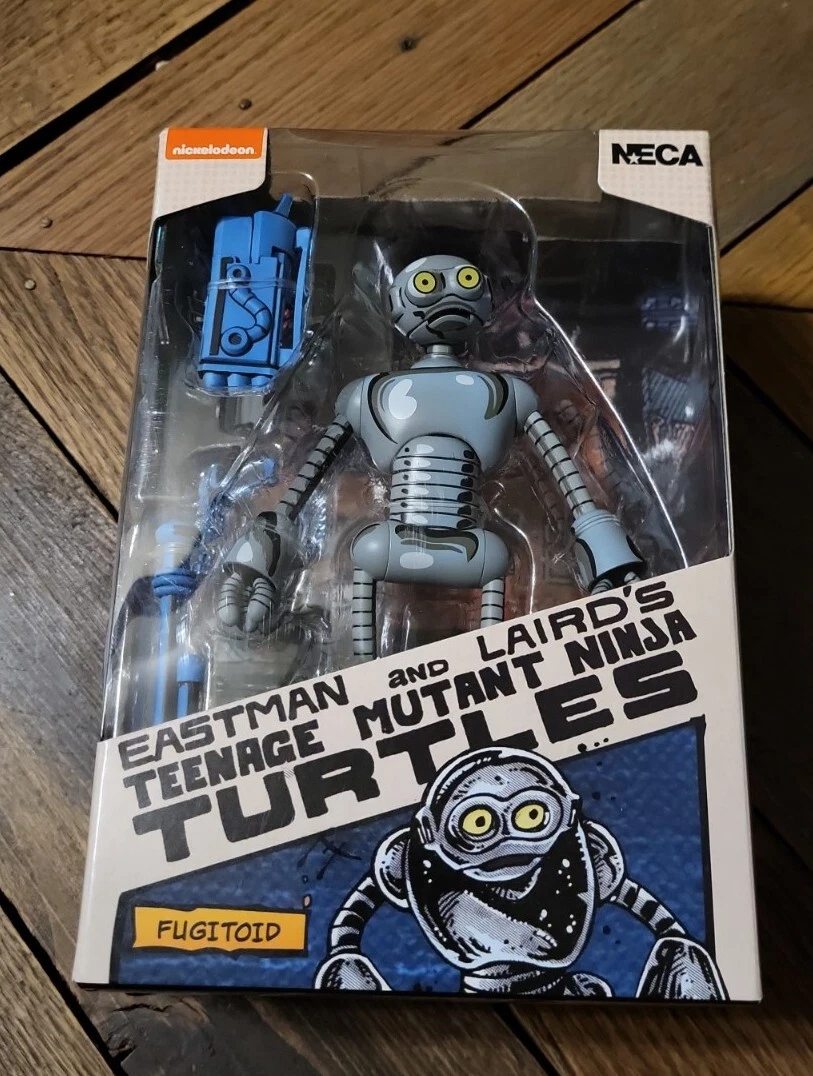 nickelodeon
NECA
EASTMAN AND LAIRD'S
TEENAGE MUTANT NINJA
TURTLES
FUGITOID